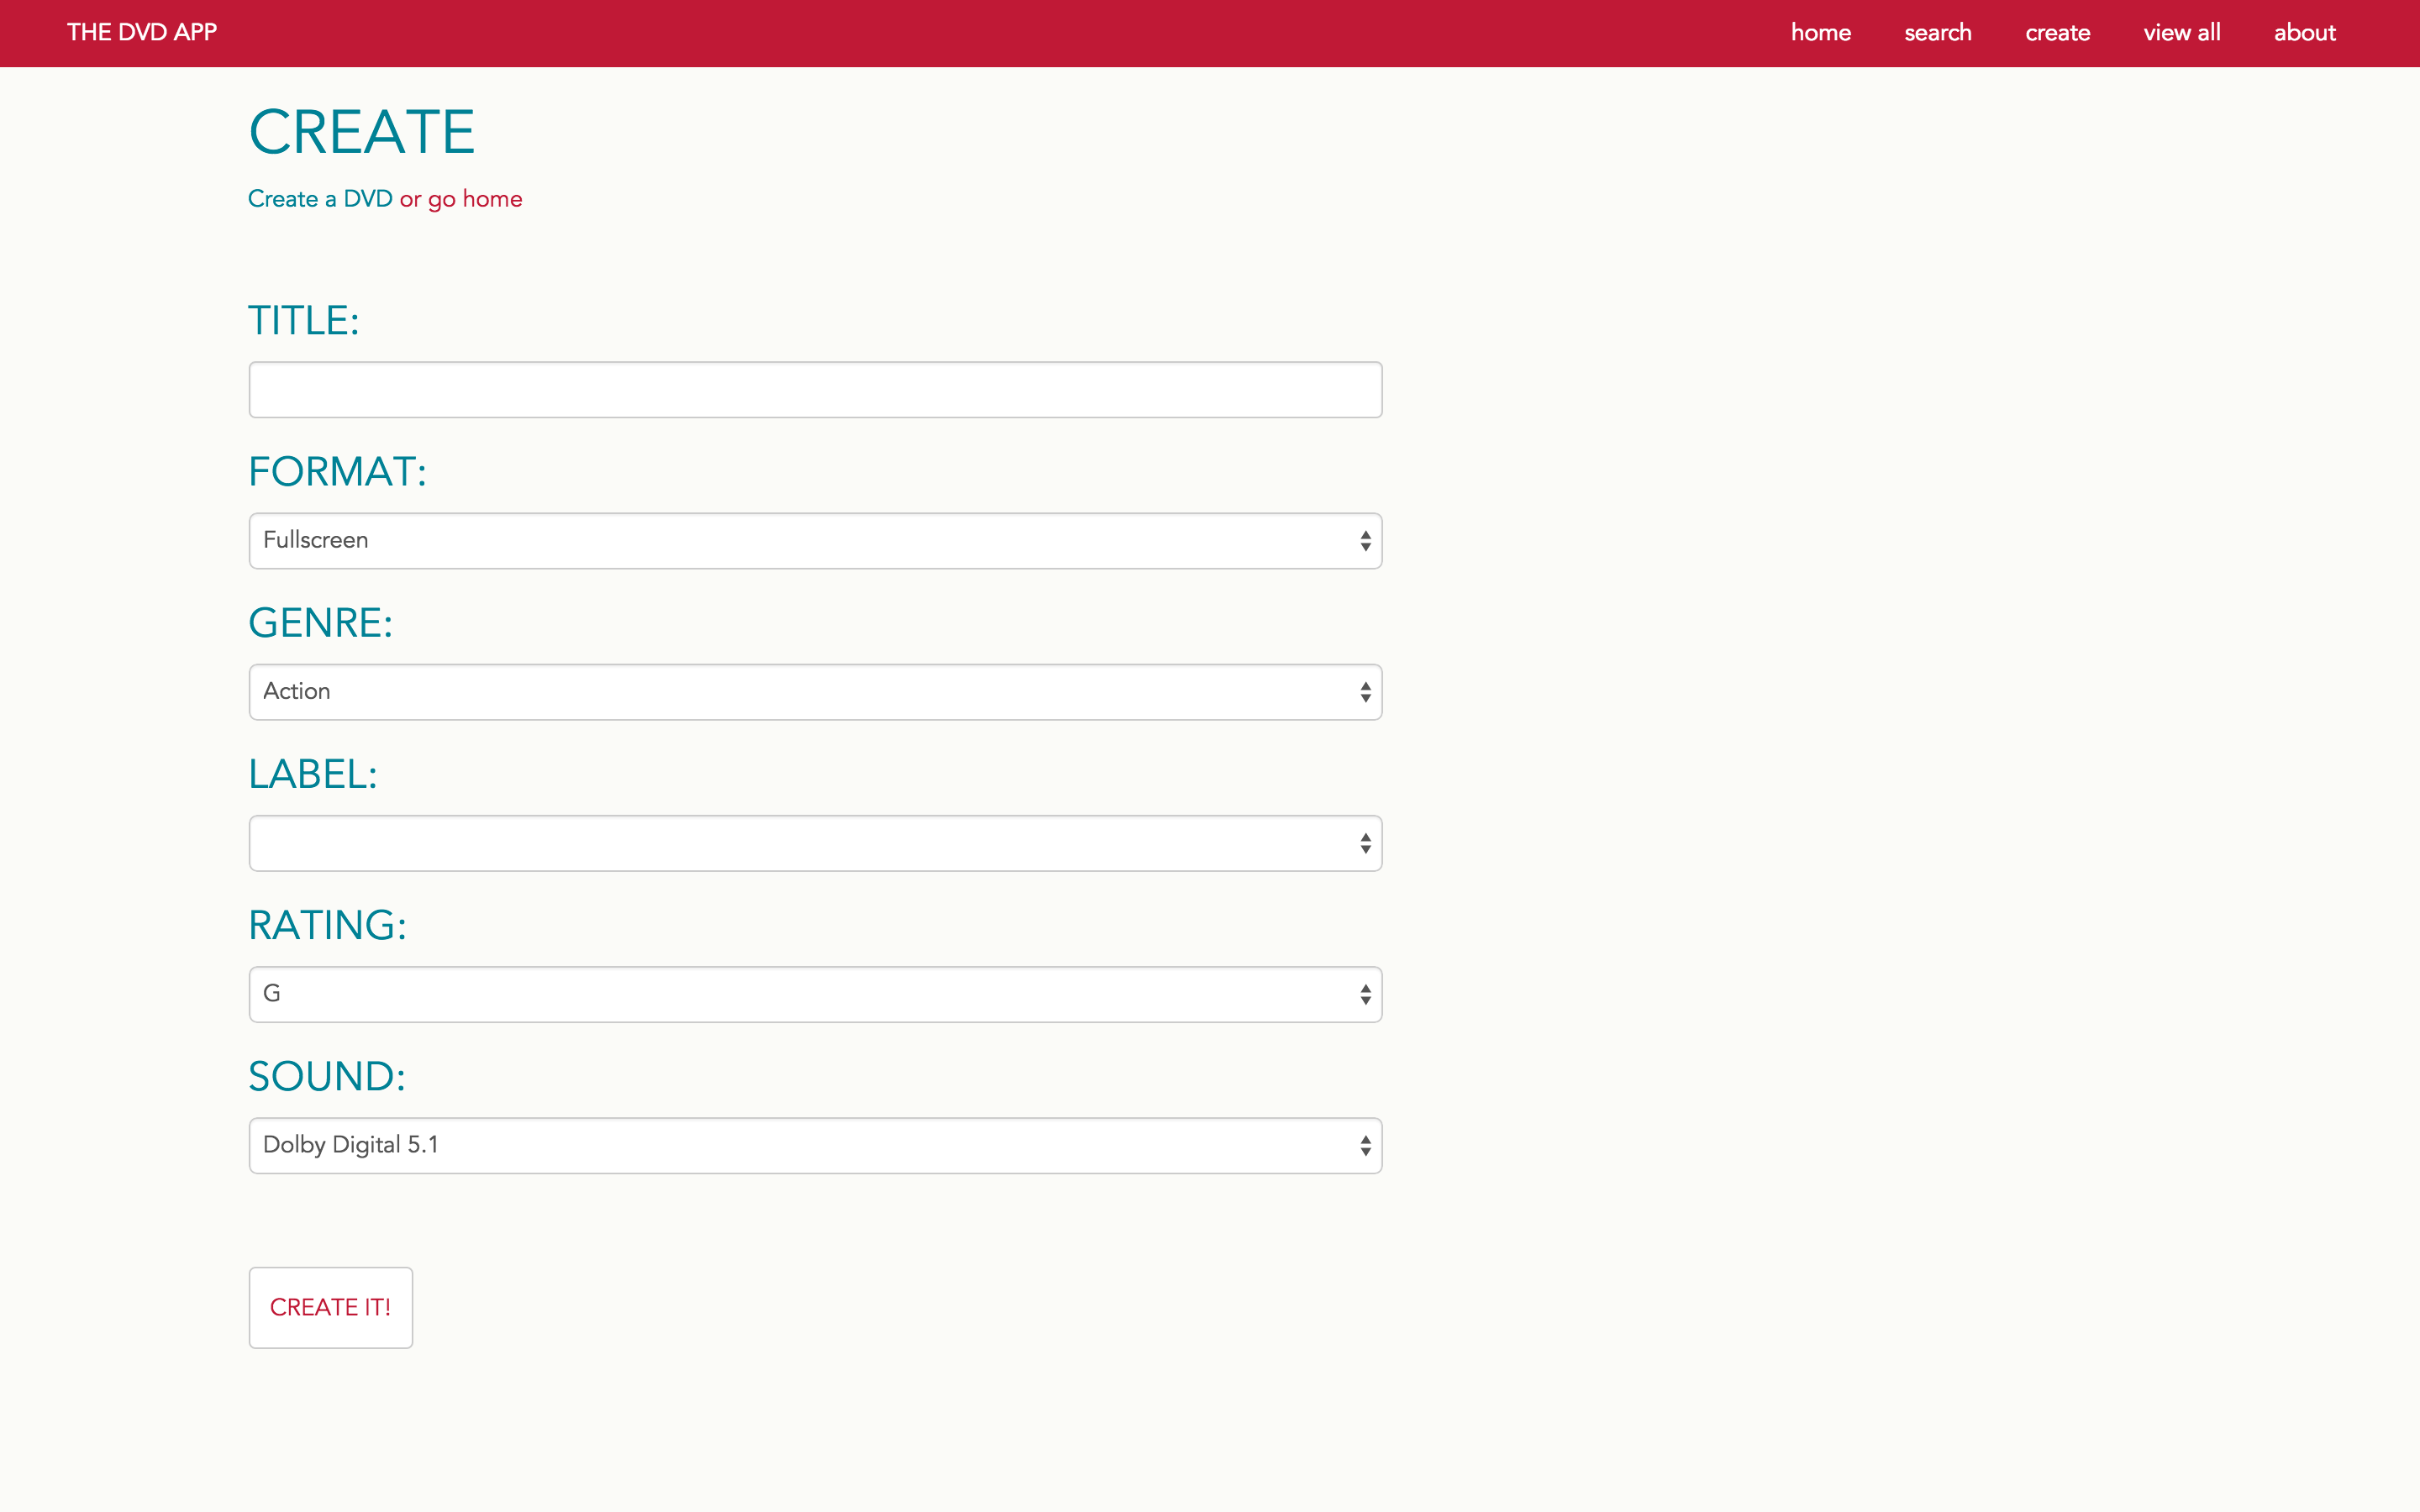 THE DVD APP home search create view all about
CREATE
Create a DVD or go home
TITLE:
FORMAT:
Fullscreen
GENRE:
Action
LABEL:
RATING:
G
SOUND:
Dolby Digital 5.1
CREATE IT!